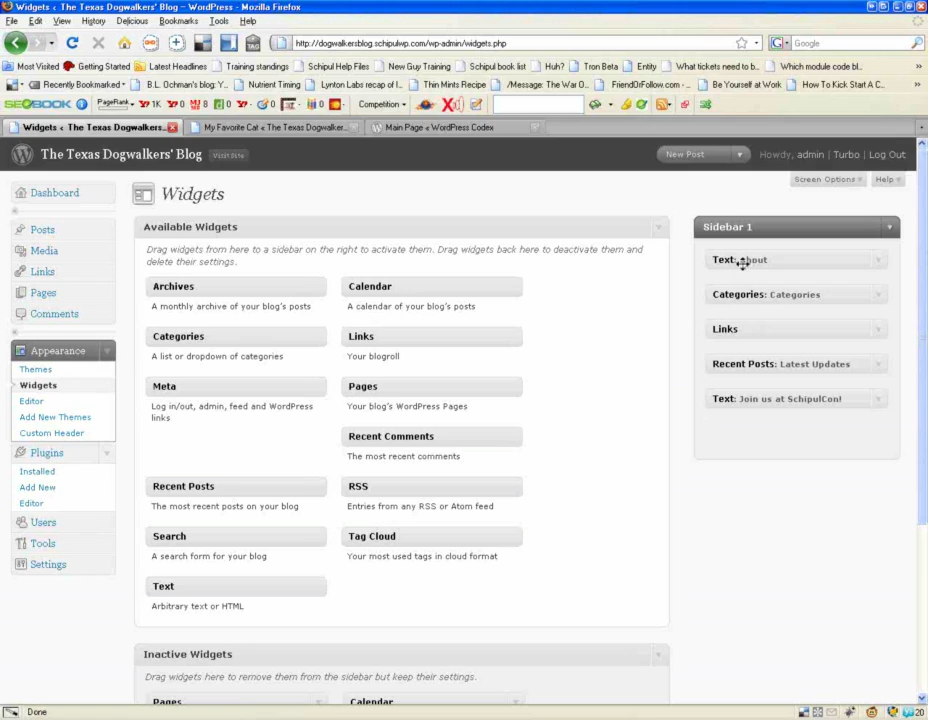 Widgets ‹ The Texas Dogwalkers' Blog — WordPress - Mozilla Firefox
File Edit View History Delicious Bookmarks Tools Help
http://dogwalkersblog.schipulwp.com/wp-admin/widgets.php
Google
Most Visited Getting Started Latest Headlines Training standings Schipul Help Files New Guy Training Schipul book list Huh? Tron Beta Entity What tickets need to b... Which module code bl...
Recently Bookmarked B.L. Ochman's blog: Y... Nutrient Timing Lynton Labs recap of I... Thin Mints Recipe /Message: The War O... FriendOrFollow.com - ... Be Yourself at Work How To Kick Start A C...
SEOBOOK PageRank 1K 0 8 0 0 0 Competition
Widgets ‹ The Texas Dogwalkers... My Favorite Cat « The Texas Dogwalker... Main Page « WordPress Codex
The Texas Dogwalkers' Blog New Post Howdy, admin | Turbo | Log Out
Screen Options Help
Dashboard
Posts
Media
Links
Pages
Comments
Appearance
Themes
Widgets
Editor
Add New Themes
Custom Header
Plugins
Installed
Add New
Editor
Users
Tools
Settings
Widgets
Available Widgets
Drag widgets from here to a sidebar on the right to activate them. Drag widgets back here to deactivate them and
delete their settings.
Archives Calendar
A monthly archive of your blog's posts A calendar of your blog's posts
Categories Links
A list or dropdown of categories Your blogroll
Meta Pages
Log in/out, admin, feed and WordPress Your blog's WordPress Pages
links
Recent Comments
The most recent comments
Recent Posts RSS
The most recent posts on your blog Entries from any RSS or Atom feed
Search Tag Cloud
A search form for your blog Your most used tags in cloud format
Text
Arbitrary text or HTML
Inactive Widgets
Drag widgets here to remove them from the sidebar but keep their settings.
Pages Calendar
Sidebar 1
Text: About
Categories: Categories
Links
Recent Posts: Latest Updates
Text: Join us at SchipulCon!
Done 20